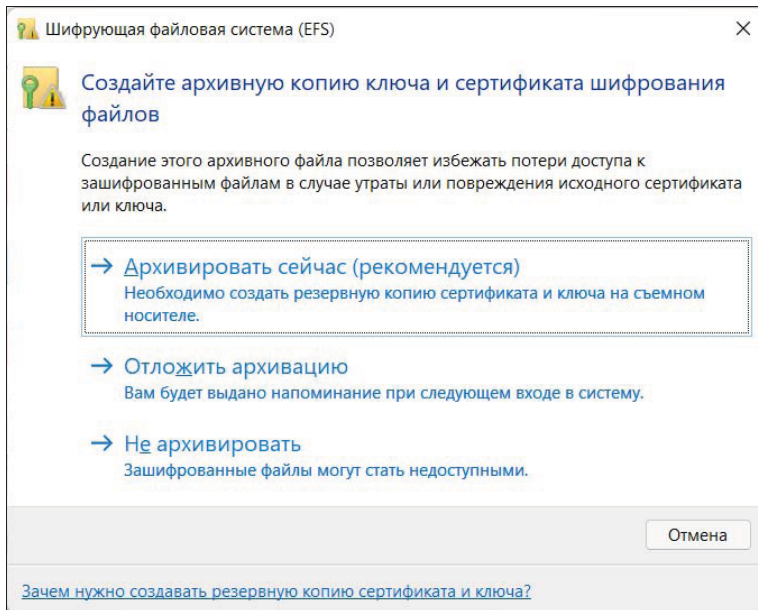 Шифрующая файловая система (EFS)
Создайте архивную копию ключа и сертификата шифрования
файлов
Создание этого архивного файла позволяет избежать потери доступа к
зашифрованным файлам в случае утраты или повреждения исходного сертификата
или ключа.
Архивировать сейчас (рекомендуется)
Необходимо создать резервную копию сертификата и ключа на съемном
носителе.
Отложить архивацию
Вам будет выдано напоминание при следующем входе в систему.
Не архивировать
Зашифрованные файлы могут стать недоступными.
Отмена
Зачем нужно создавать резервную копию сертификата и ключа?